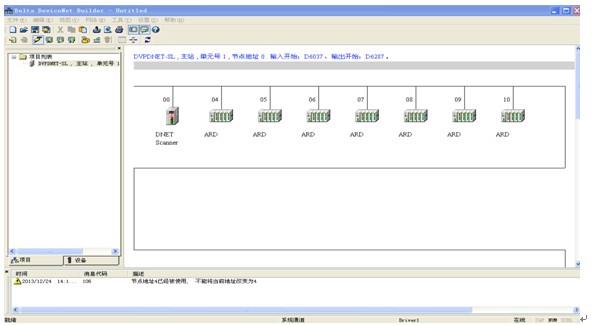 Delta DeviceNet Builder - Untitled
文件(F) 编辑(E) 视图(V) 网络(N) 工具(T) 设置(S) 帮助(H)
项目列表
DVPDNET-SL, 主站, 单元号 1
DVPDNET-SL, 主站, 单元号 1, 节点地址 0 输入开始: D6037, 输出开始: D6287,
00 04 05 06 07 08 09 10
DNET Scanner ARD ARD ARD ARD ARD ARD ARD
项目 设备
时间 消息代码 描述
2013/12/24 14:1... 106 节点地址4已经被使用, 不能将当前地址改变为4
就绪 系统通道 Driver1 在线